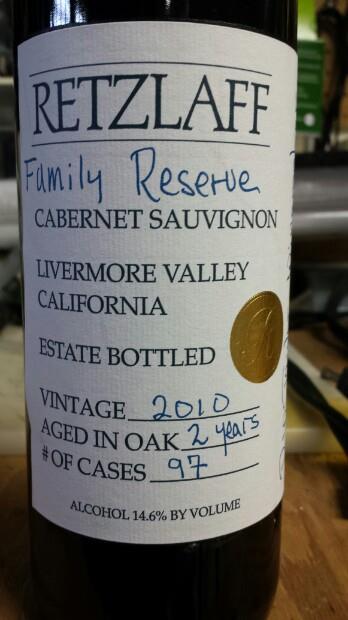 RETZLAFF
Family Reserve
CABERNET SAUVIGNON
LIVERMORE VALLEY
CALIFORNIA
ESTATE BOTTLED
VINTAGE 2010
AGED IN OAK 2 years
# OF CASES 97
ALCOHOL 14.6% BY VOLUME